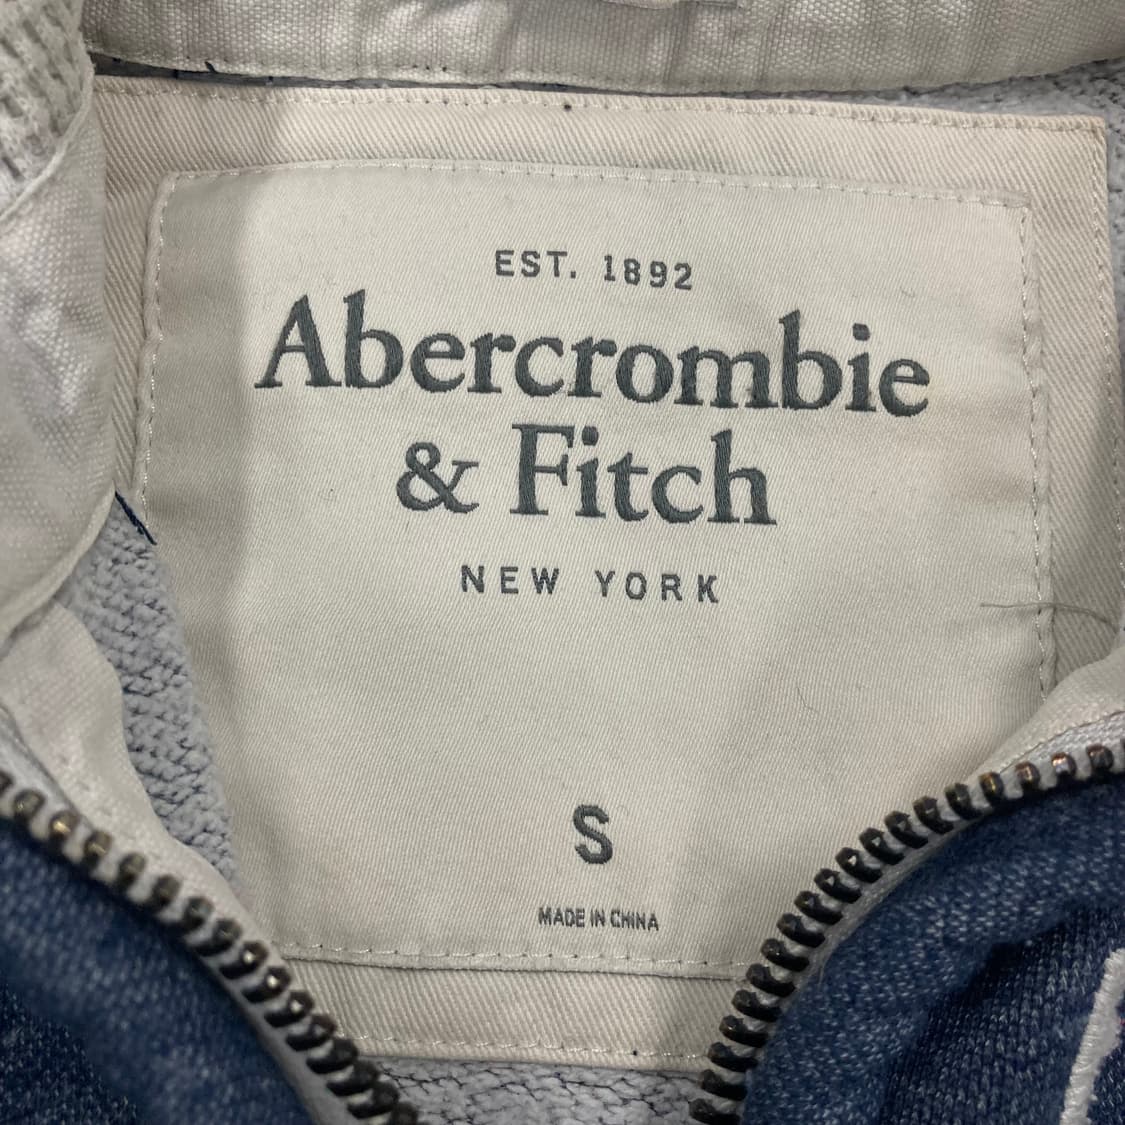 EST. 1892
Abercrombie
& Fitch
NEW YORK
S
MADE IN CHINA